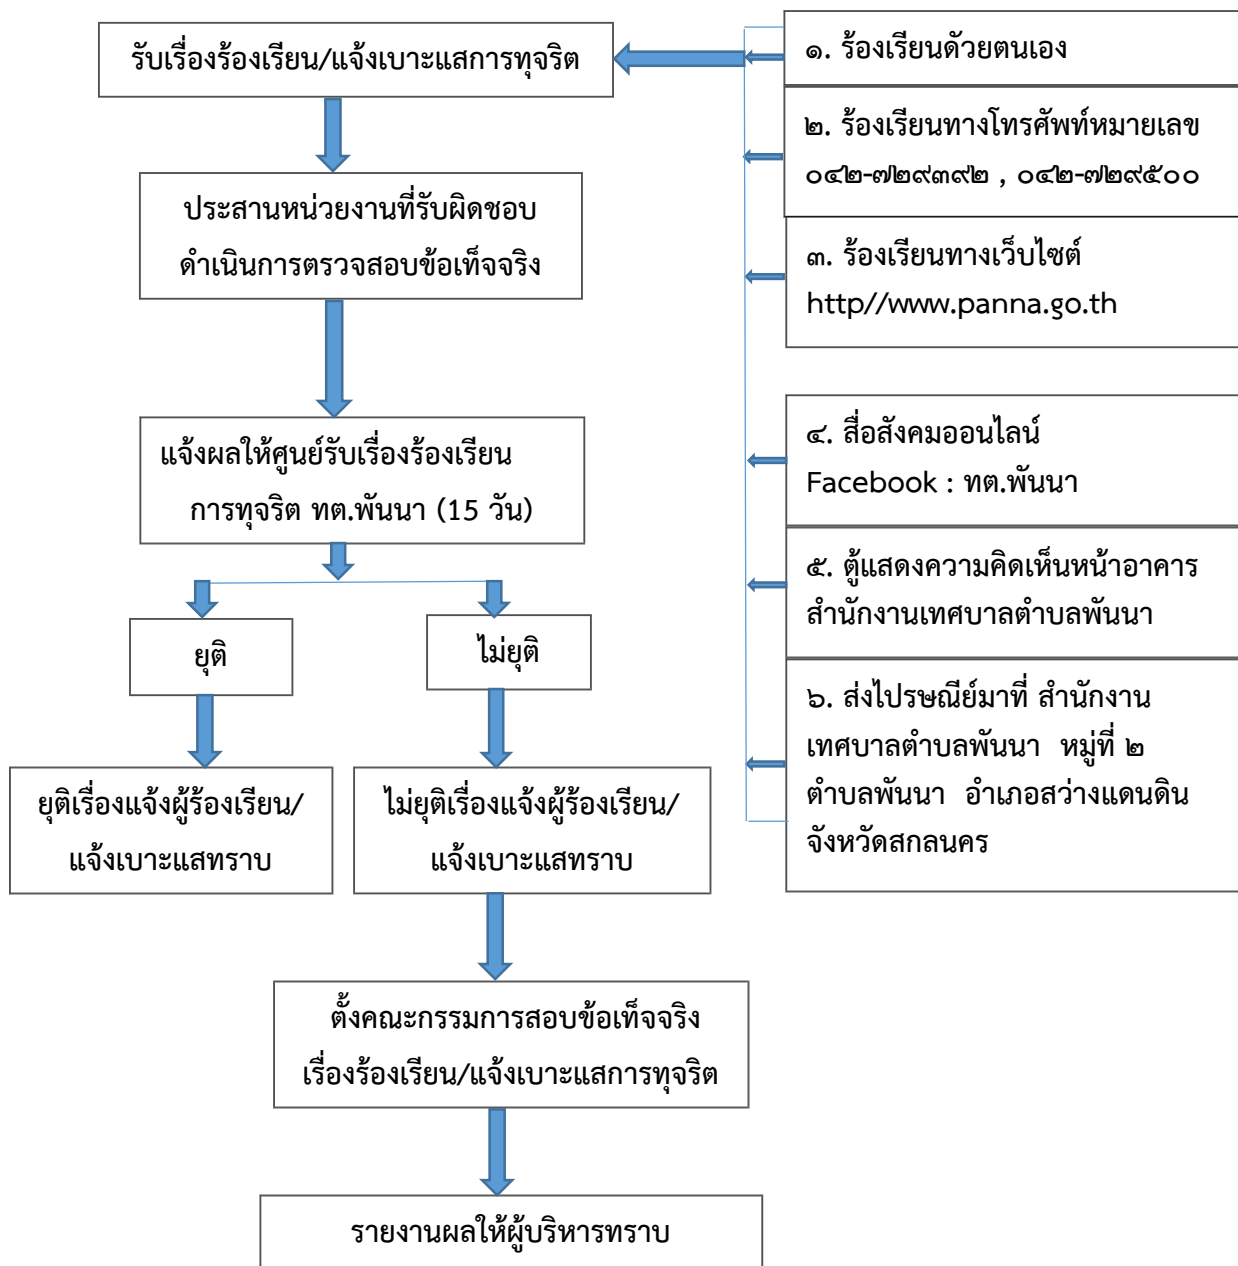 รับเรื่องร้องเรียน/แจ้งเบาะแสการทุจริต
๑. ร้องเรียนด้วยตนเอง
๒. ร้องเรียนทางโทรศัพท์หมายเลข
๐๔๒-๗๒๙๓๙๒ , ๐๔๒-๗๒๙๕๐๐
๓. ร้องเรียนทางเว็บไซต์
http//www.panna.go.th
๔. สื่อสังคมออนไลน์
Facebook : ทต.พันนา
๕. ตู้แสดงความคิดเห็นหน้าอาคาร
สำนักงานเทศบาลตำบลพันนา
๖. ส่งไปรษณีย์มาที่ สำนักงาน
เทศบาลตำบลพันนา หมู่ที่ ๒
ตำบลพันนา อำเภอสว่างแดนดิน
จังหวัดสกลนคร
ประสานหน่วยงานที่รับผิดชอบ
ดำเนินการตรวจสอบข้อเท็จจริง
แจ้งผลให้ศูนย์รับเรื่องร้องเรียน
การทุจริต ทต.พันนา (15 วัน)
ยุติ
ไม่ยุติ
ยุติเรื่องแจ้งผู้ร้องเรียน/
แจ้งเบาะแสทราบ
ไม่ยุติเรื่องแจ้งผู้ร้องเรียน/
แจ้งเบาะแสทราบ
ตั้งคณะกรรมการสอบข้อเท็จจริง
เรื่องร้องเรียน/แจ้งเบาะแสการทุจริต
รายงานผลให้ผู้บริหารทราบ